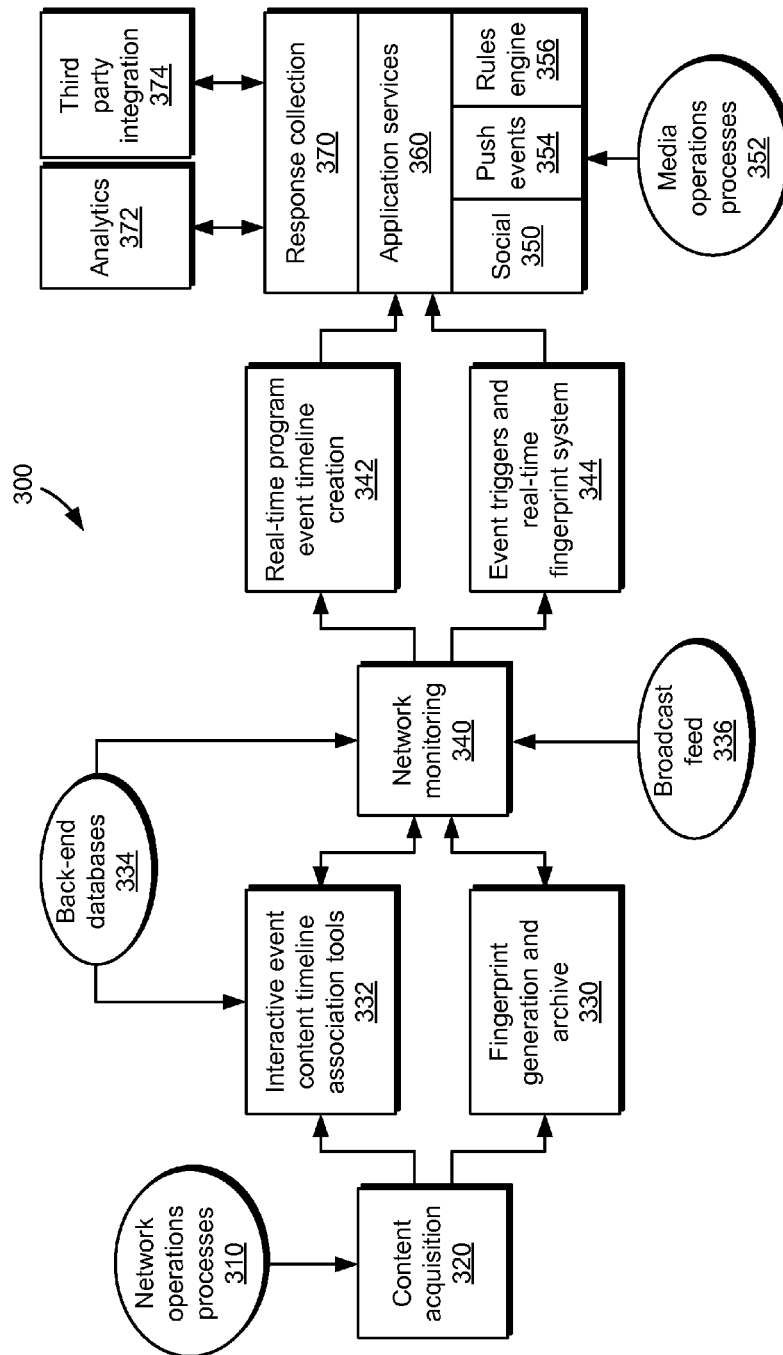 300
Network
operations
processes
310
Content
acquisition
320
Back-end
databases
334
Interactive event
content timeline
association tools
332
Fingerprint
generation and
archive
330
Network
monitoring
340
Broadcast
feed
336
Real-time program
event timeline
creation
342
Event triggers and
real-time
fingerprint system
344
Analytics
372
Third
party
integration
374
Response collection
370
Application services
360
Social
350
Push
events
354
Rules
engine
356
Media
operations
processes
352